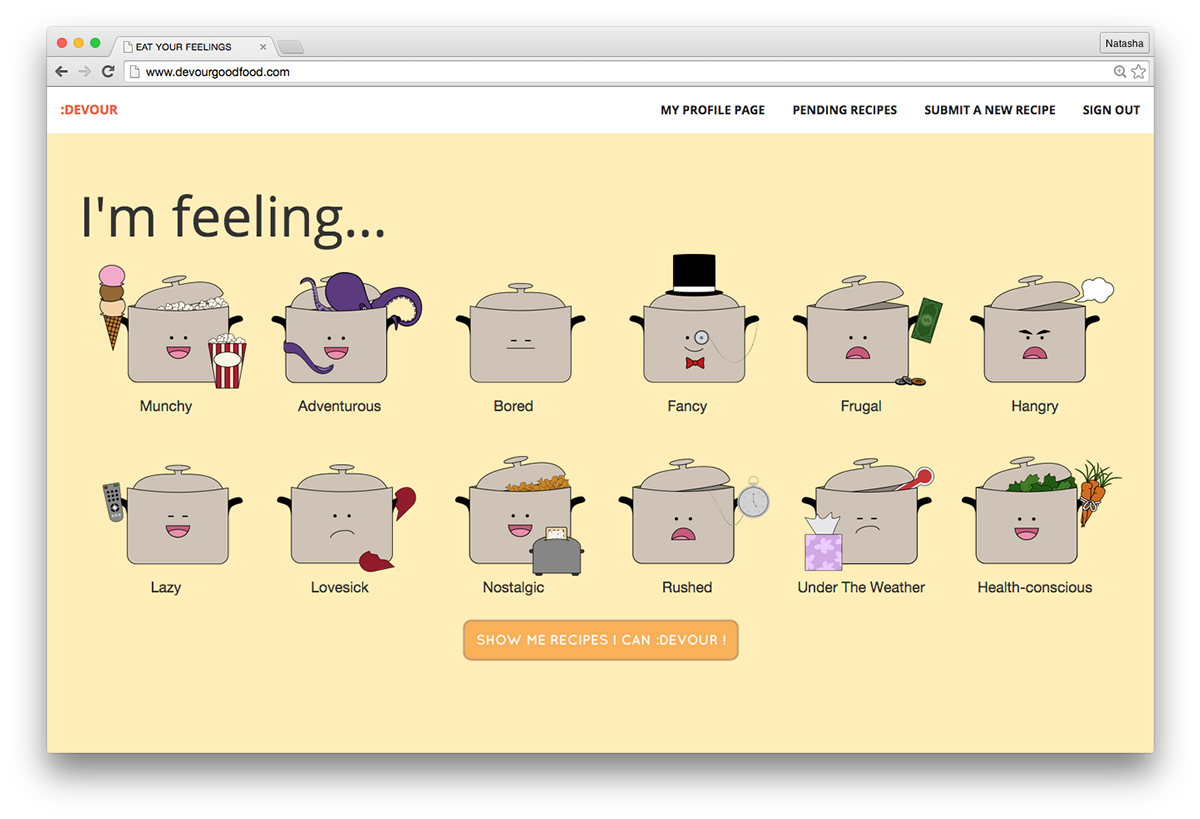 EAT YOUR FEELINGS
Natasha
www.devourgoodfood.com
:DEVOUR
MY PROFILE PAGE
PENDING RECIPES
SUBMIT A NEW RECIPE
SIGN OUT
I'm feeling...
Munchy
Adventurous
Bored
Fancy
Frugal
Hangry
Lazy
Lovesick
Nostalgic
Rushed
Under The Weather
Health-conscious
SHOW ME RECIPES I CAN :DEVOUR !